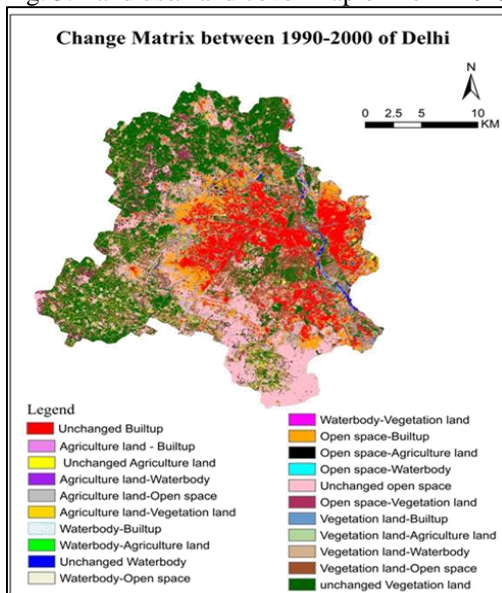 Change Matrix between 1990-2000 of Delhi
N
0 2.5 5 10
KM
Legend
Unchanged Builtup
Agriculture land - Builtup
Unchanged Agriculture land
Agriculture land-Waterbody
Agriculture land-Open space
Agriculture land-Vegetation land
Waterbody-Builtup
Waterbody-Agriculture land
Unchanged Waterbody
Waterbody-Open space
Waterbody-Vegetation land
Open space-Builtup
Open space-Agriculture land
Open space-Waterbody
Unchanged open space
Open space-Vegetation land
Vegetation land-Builtup
Vegetation land-Agriculture land
Vegetation land-Waterbody
Vegetation land-Open space
unchanged Vegetation land